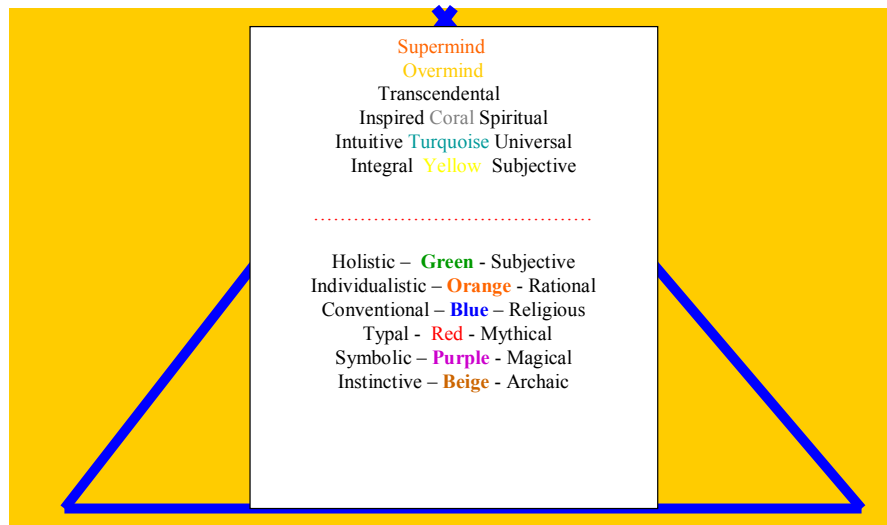 Supermind
Overmind
Transcendental
Inspired Coral Spiritual
Intuitive Turquoise Universal
Integral Yellow Subjective
..........................................
Holistic – Green - Subjective
Individualistic – Orange - Rational
Conventional – Blue – Religious
Typal - Red - Mythical
Symbolic – Purple - Magical
Instinctive – Beige - Archaic